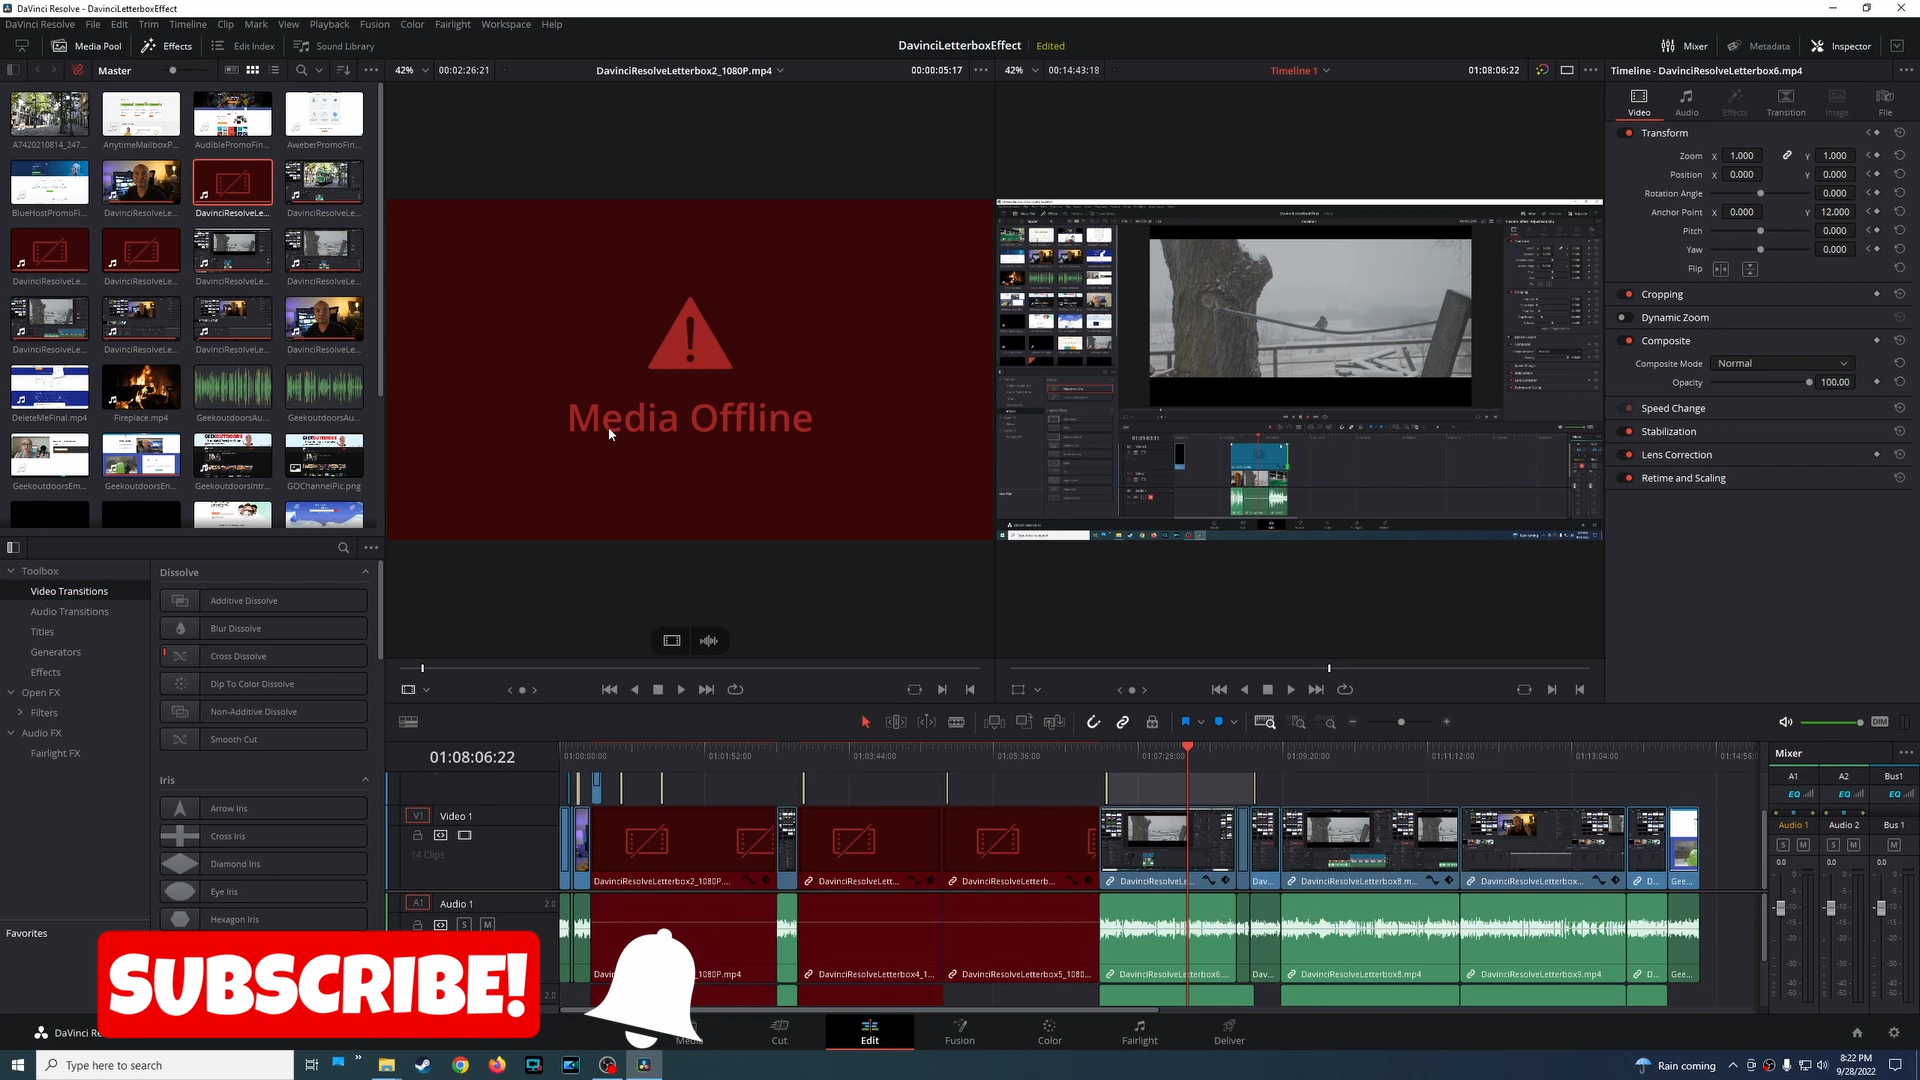 DaVinci Resolve - DavinciLetterboxEffect
DaVinci Resolve File Edit Trim Timeline Clip Mark View Playback Fusion Color Fairlight Workspace Help
Media Pool Effects Edit Index Sound Library DavinciLetterboxEffect Edited Mixer Metadata Inspector
Master 42% 00:02:26:21 DavinciResolveLetterbox2_1080P.mp4 00:00:05:17 42% 00:14:43:18 Timeline 1 01:08:06:22 Timeline - DavinciResolveLetterbox6.mp4
Video Audio Effects Transition Image File
A7420210814_247... AnytimeMailboxP... AudiblePromoFin... AweberPromoFin...
BlueHostPromoFi... DavinciResolveLe... DavinciResolveLe... DavinciResolveLe...
DavinciResolveLe... DavinciResolveLe... DavinciResolveLe... DavinciResolveLe...
DavinciResolveLe... DavinciResolveLe... DavinciResolveLe... DavinciResolveLe...
DeleteMeFinal.mp4 Fireplace.mp4 GeekoutdoorsAu... GeekoutdoorsAu...
GeekoutdoorsEm... GeekoutdoorsEn... GeekoutdoorsIntr... GOChannelPic.png
Media Offline
Transform
Zoom X 1.000 Y 1.000
Position X 0.000 Y 0.000
Rotation Angle 0.000
Anchor Point X 0.000 Y 12.000
Pitch 0.000
Yaw 0.000
Flip
Cropping
Dynamic Zoom
Composite
Composite Mode Normal
Opacity 100.00
Speed Change
Stabilization
Lens Correction
Retime and Scaling
Toolbox
Video Transitions
Audio Transitions
Titles
Generators
Effects
Open FX
Filters
Audio FX
Fairlight FX
Favorites
Dissolve
Additive Dissolve
Blur Dissolve
Cross Dissolve
Dip To Color Dissolve
Non-Additive Dissolve
Smooth Cut
Iris
Arrow Iris
Cross Iris
Diamond Iris
Eye Iris
Hexagon Iris
DIM
01:08:06:22 01:00:00:00 01:01:52:00 01:03:44:00 01:05:36:00 01:07:28:00 01:09:20:00 01:11:12:00 01:13:04:00 01:14:56:0
V1 Video 1
14 Clips
DavinciResolveLetterbox2_1080P.... DavinciResolveLett... DavinciResolveLetterb... DavinciResolveLe... Dav... DavinciResolveLetterbox8.m... DavinciResolveLetterbox... D... Gee...
A1 Audio 1 2.0
S M
Davi 1080P.mp4 DavinciResolveLetterbox4_1... DavinciResolveLetterbox5_1080... DavinciResolveLetterbox6.... Dav... DavinciResolveLetterbox8.mp4 DavinciResolveLetterbox9.mp4 D... Gee...
2.0
Mixer
A1 A2 Bus1
EQ EQ EQ
Audio 1 Audio 2 Bus 1
S M S M M
0.0 0.0 0.0
SUBSCRIBE!
DaVinci Re Media Cut Edit Fusion Color Fairlight Deliver
Type here to search
Rain coming
8:22 PM
9/28/2022